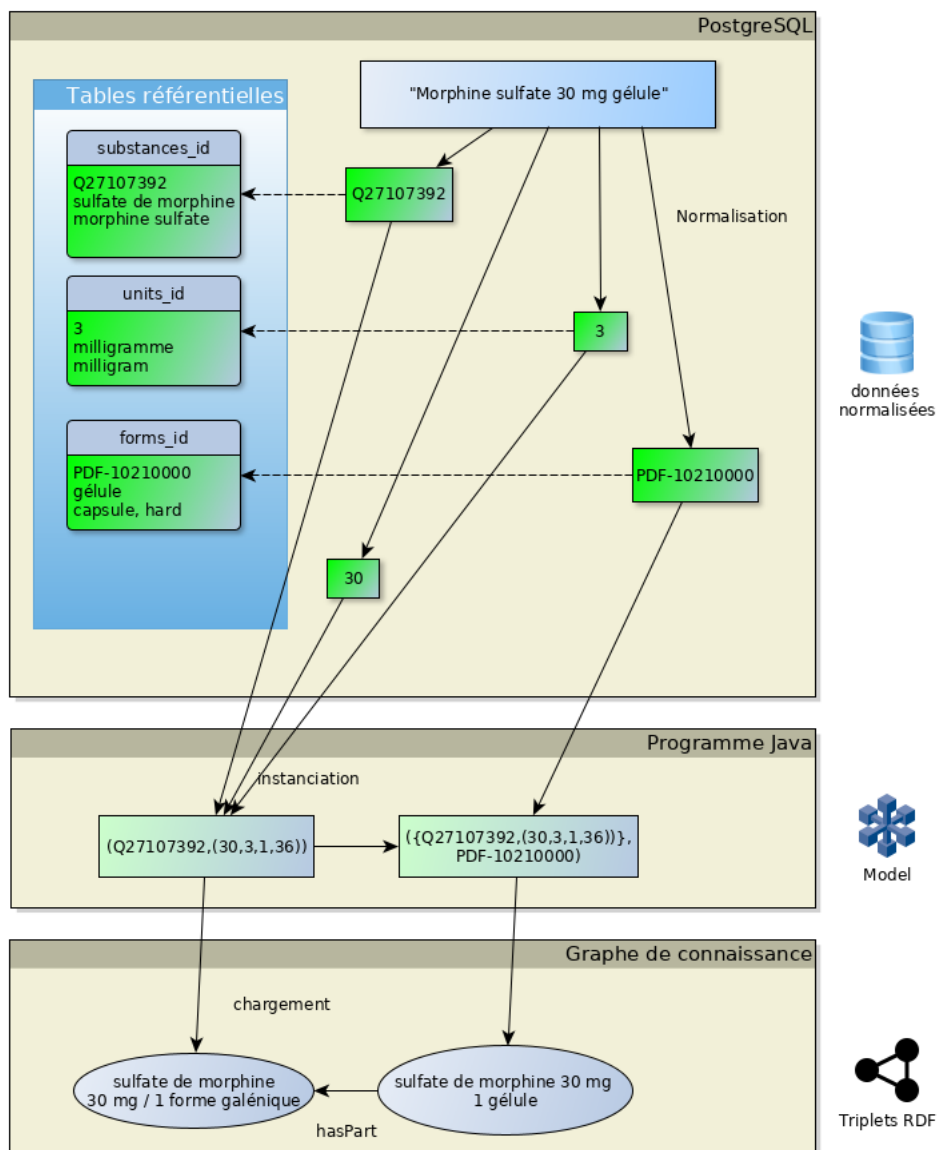 PostgreSQL
Tables référentielles
"Morphine sulfate 30 mg gélule"
substances_id
Q27107392
sulfate de morphine
morphine sulfate
Q27107392
Normalisation
units_id
3
milligramme
milligram
3
données
normalisées
forms_id
PDF-10210000
gélule
capsule, hard
PDF-10210000
30
Programme Java
instanciation
(Q27107392,(30,3,1,36))
({Q27107392,(30,3,1,36))},
PDF-10210000)
Model
Graphe de connaissance
chargement
sulfate de morphine
30 mg / 1 forme galénique
sulfate de morphine 30 mg
1 gélule
hasPart
Triplets RDF